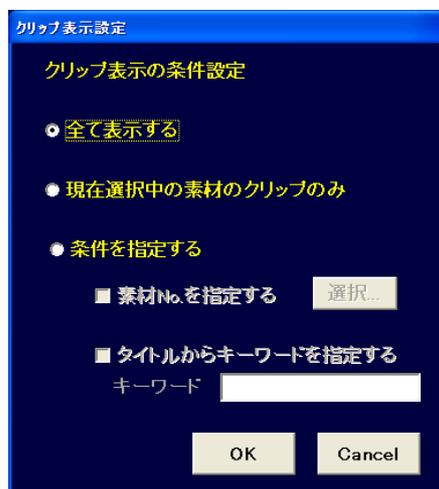 クリップ表示設定
クリップ表示の条件設定
全て表示する
現在選択中の素材のクリップのみ
条件を指定する
素材No.を指定する 選択...
タイトルからキーワードを指定する
キーワード
OK Cancel